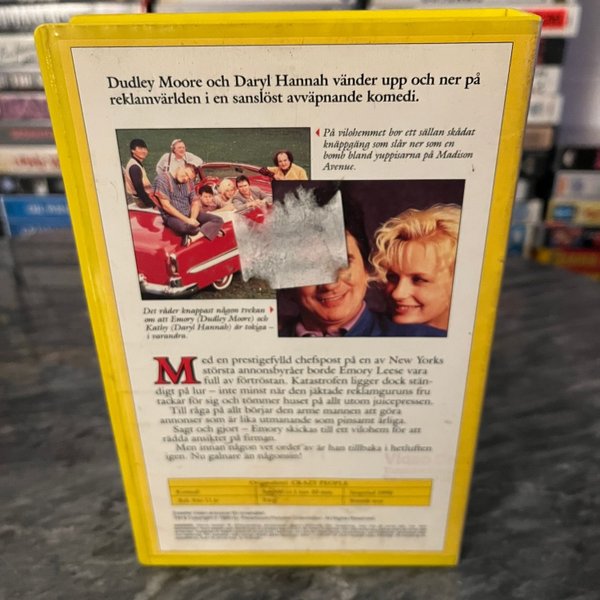 Dudley Moore och Daryl Hannah vänder upp och ner på
reklamvärlden i en sanslöst avväpnande komedi.
På vilohemmet bor ett sällan skådat
knäppgäng som slår ner som en
bomb bland yuppisarna på Madison
Avenue.
Det råder knappast någon tvekan
om att Emory (Dudley Moore) och
Kathy (Daryl Hannah) är tokiga –
i varandra.
Med en prestigefylld chefspost på en av New Yorks
största annonsbyråer borde Emory Leese vara
full av förtröstan. Katastrofen ligger dock stän-
digt på lur – inte minst när den jäktade reklamguruns fru
tackar för sig och tömmer huset på allt utom juicepressen.
Till råga på allt börjar den arme mannen att göra
annonser som är lika utmanande som pinsamt ärliga.
Sagt och gjort – Emory skickas till ett vilohem för att
rädda ansiktet på firman.
Men innan någon vet ordet av är han tillbaka i hetluften
igen. Nu galnare än någonsin!
CRAZY PEOPLE